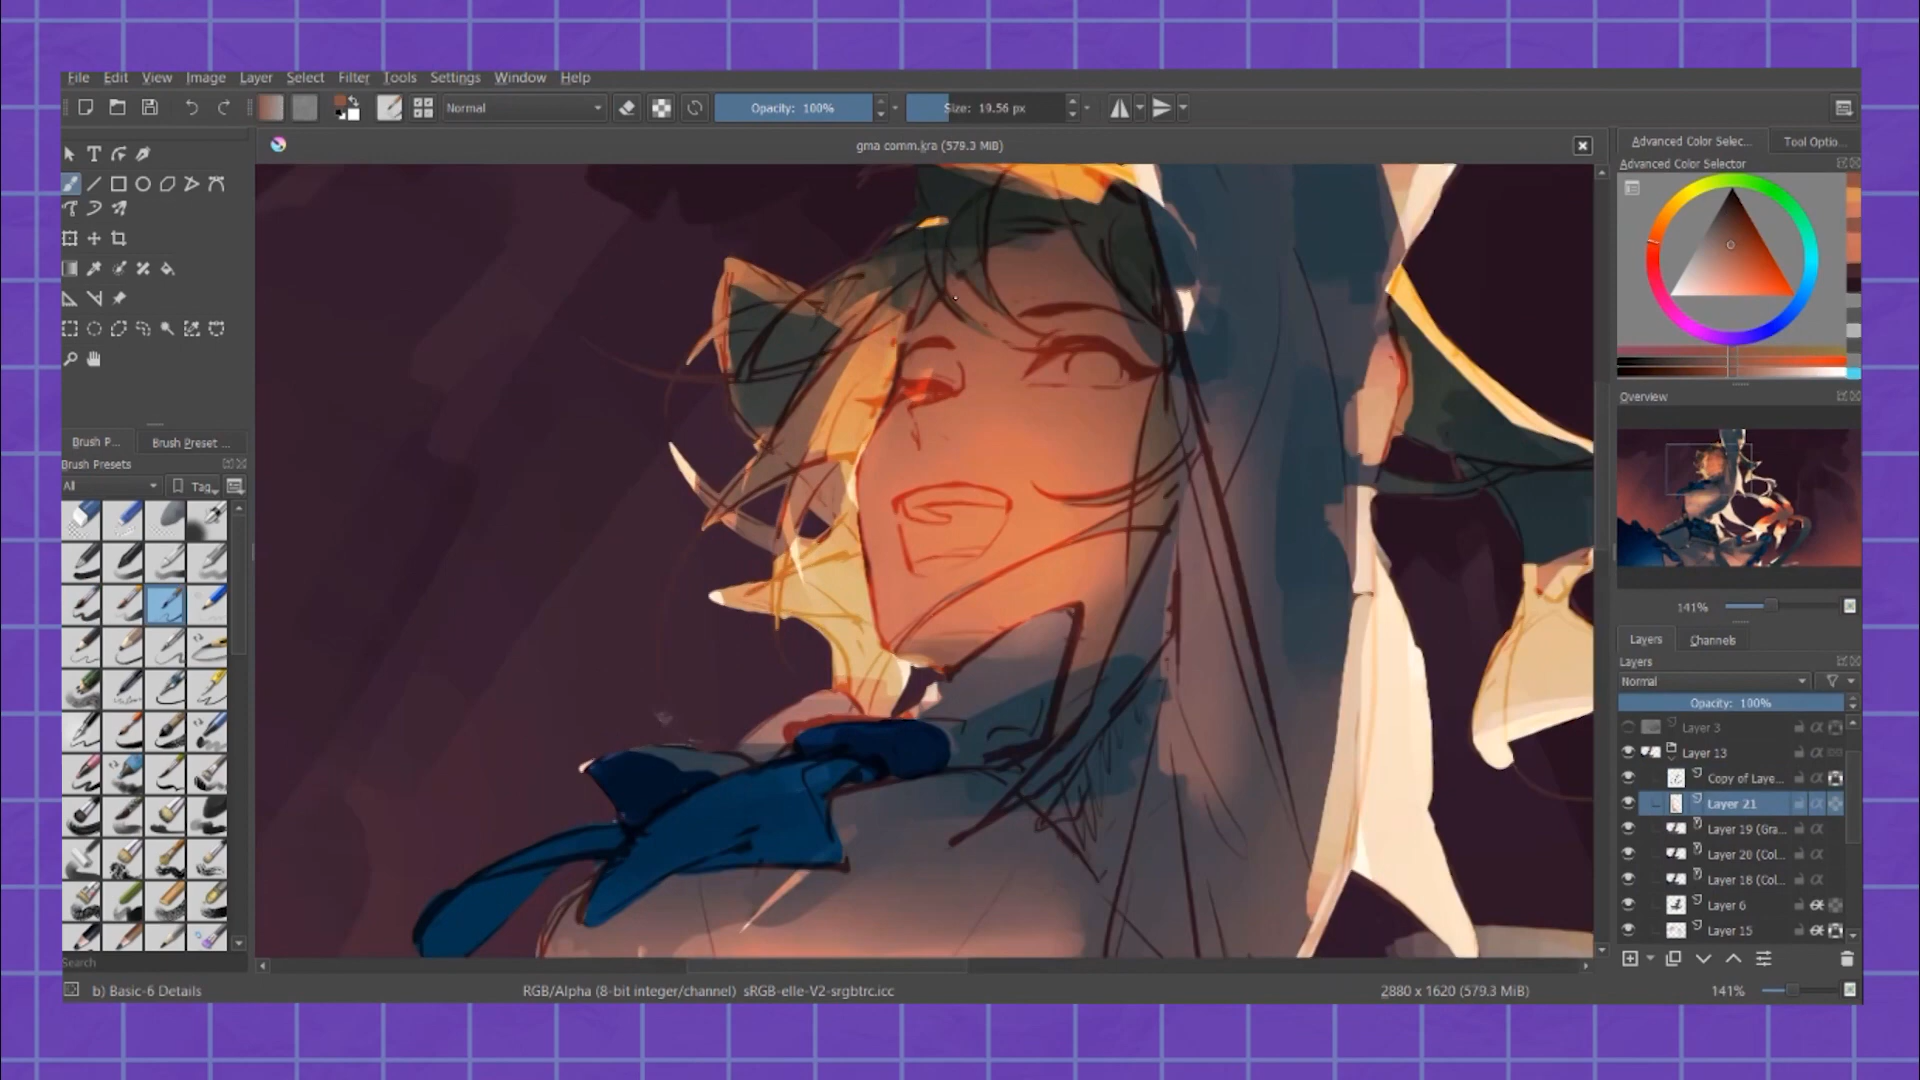 File Edit View Image Layer Select Filter Tools Settings Window Help
Normal Opacity: 100% Size: 19.56 px
gma comm.kra (579.3 MiB)
Advanced Color Selec... Tool Optio...
Advanced Color Selector
Overview
141%
Brush P... Brush Preset ...
Brush Presets
All Tag
Search
Layers Channels
Layers
Normal
Opacity: 100%
Layer 3
Layer 13
Copy of Laye...
Layer 21
Layer 19 (Gra...
Layer 20 (Col...
Layer 18 (Col...
Layer 6
Layer 15
b) Basic-6 Details RGB/Alpha (8-bit integer/channel) sRGB-elle-V2-srgbtrc.icc 2880 x 1620 (579.3 MiB) 141%